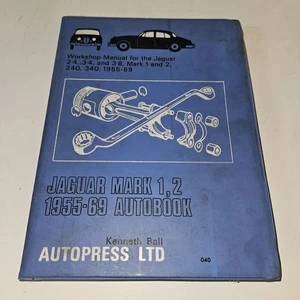 Workshop Manual for the Jaguar
2·4, 3·4, and 3·8, Mark 1 and 2,
240, 340, 1955-69
JAGUAR MARK 1,2
1955-69 AUTOBOOK
Kenneth Ball
AUTOPRESS LTD
040